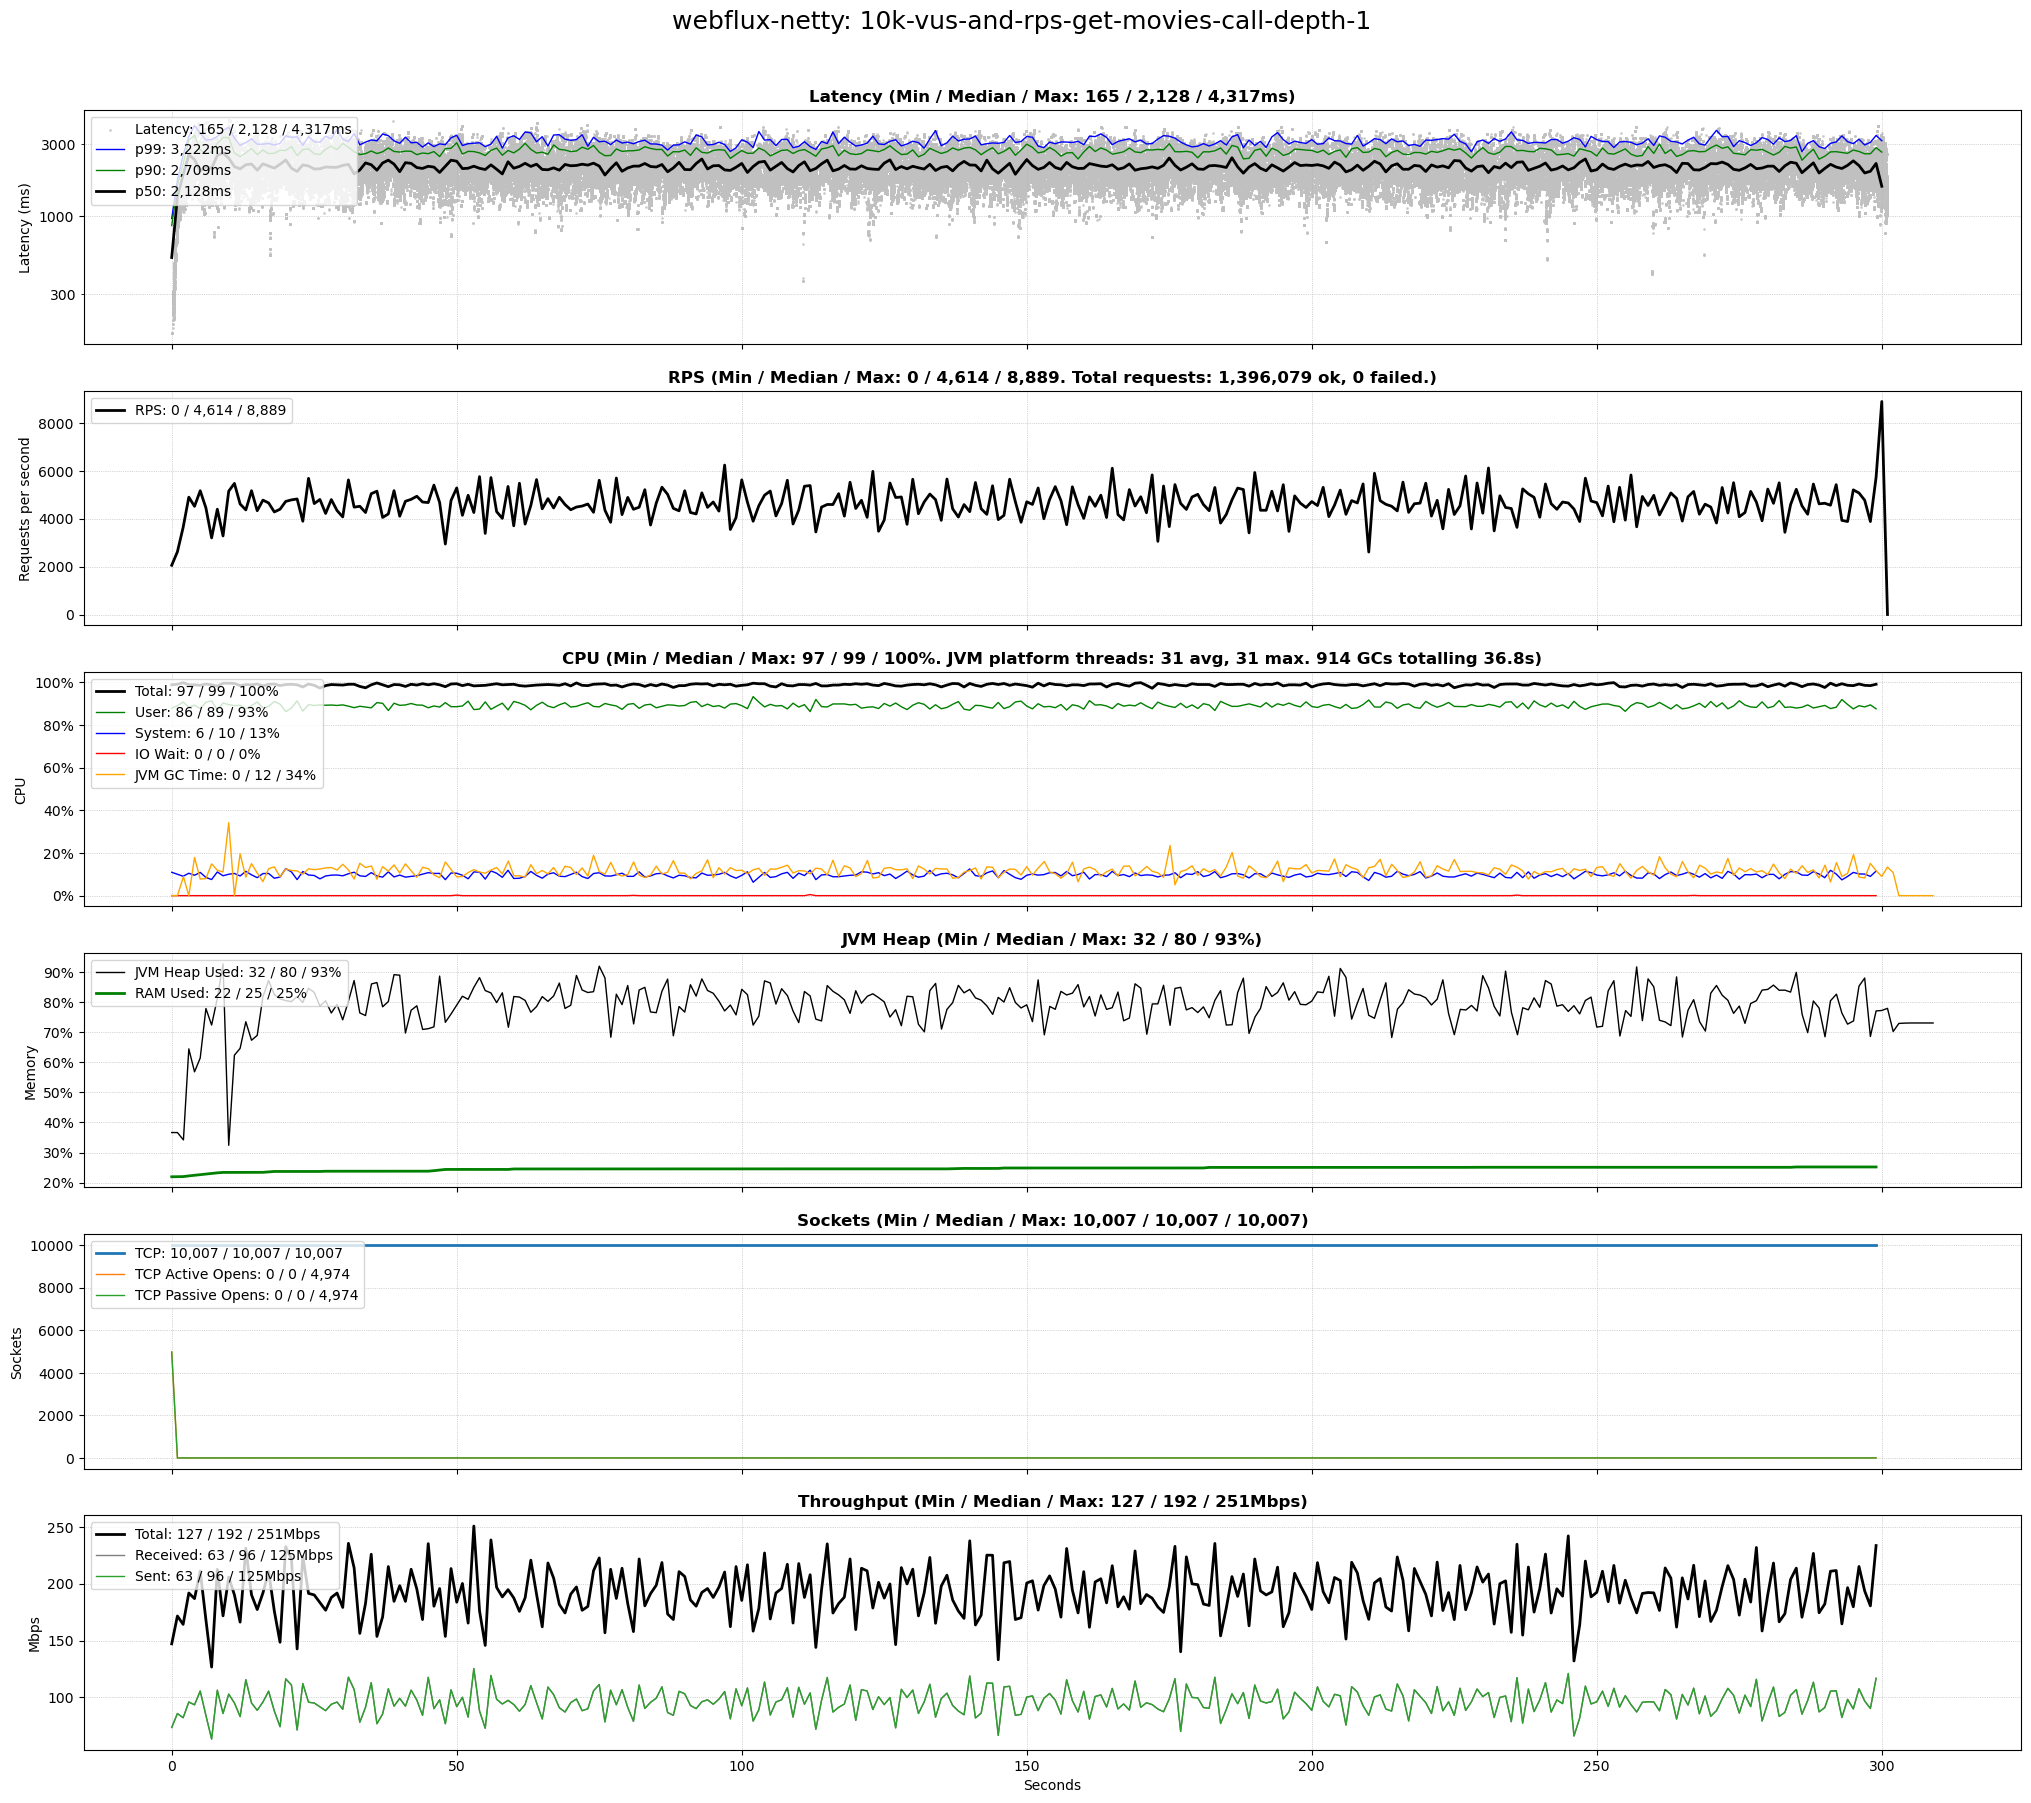 webflux-netty: 10k-vus-and-rps-get-movies-call-depth-1
Latency (Min / Median / Max: 165 / 2,128 / 4,317ms)
Latency: 165 / 2,128 / 4,317ms
p99: 3,222ms
p90: 2,709ms
p50: 2,128ms
Latency (ms)
3000
1000
300
RPS (Min / Median / Max: 0 / 4,614 / 8,889. Total requests: 1,396,079 ok, 0 failed.)
RPS: 0 / 4,614 / 8,889
Requests per second
8000
6000
4000
2000
0
CPU (Min / Median / Max: 97 / 99 / 100%. JVM platform threads: 31 avg, 31 max. 914 GCs totalling 36.8s)
Total: 97 / 99 / 100%
User: 86 / 89 / 93%
System: 6 / 10 / 13%
IO Wait: 0 / 0 / 0%
JVM GC Time: 0 / 12 / 34%
CPU
100%
80%
60%
40%
20%
0%
JVM Heap (Min / Median / Max: 32 / 80 / 93%)
JVM Heap Used: 32 / 80 / 93%
RAM Used: 22 / 25 / 25%
Memory
90%
80%
70%
60%
50%
40%
30%
20%
Sockets (Min / Median / Max: 10,007 / 10,007 / 10,007)
TCP: 10,007 / 10,007 / 10,007
TCP Active Opens: 0 / 0 / 4,974
TCP Passive Opens: 0 / 0 / 4,974
Sockets
10000
8000
6000
4000
2000
0
Throughput (Min / Median / Max: 127 / 192 / 251Mbps)
Total: 127 / 192 / 251Mbps
Received: 63 / 96 / 125Mbps
Sent: 63 / 96 / 125Mbps
Mbps
250
200
150
100
0 50 100 150 200 250 300
Seconds